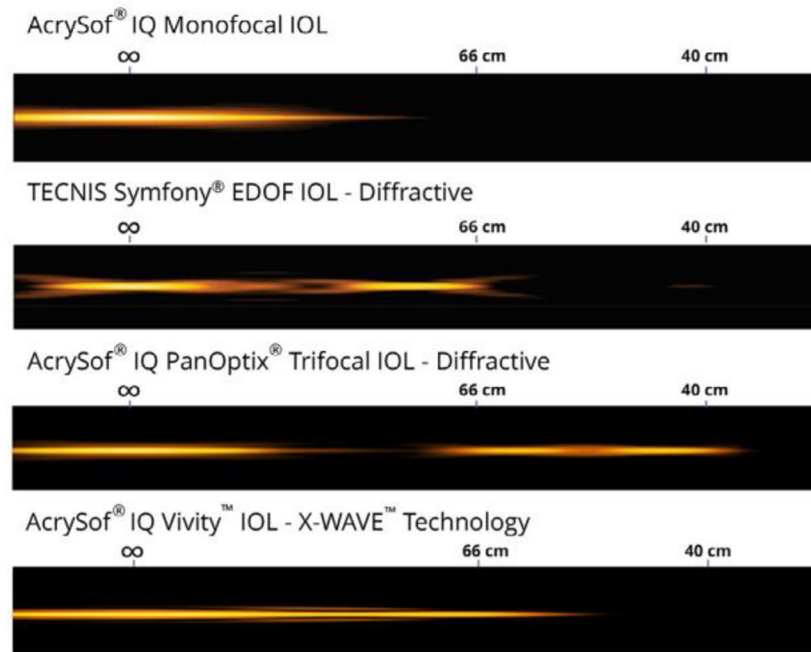 AcrySof® IQ Monofocal IOL
∞ 66 cm 40 cm
TECNIS Symfony® EDOF IOL - Diffractive
∞ 66 cm 40 cm
AcrySof® IQ PanOptix® Trifocal IOL - Diffractive
∞ 66 cm 40 cm
AcrySof® IQ Vivity™ IOL - X-WAVE™ Technology
∞ 66 cm 40 cm